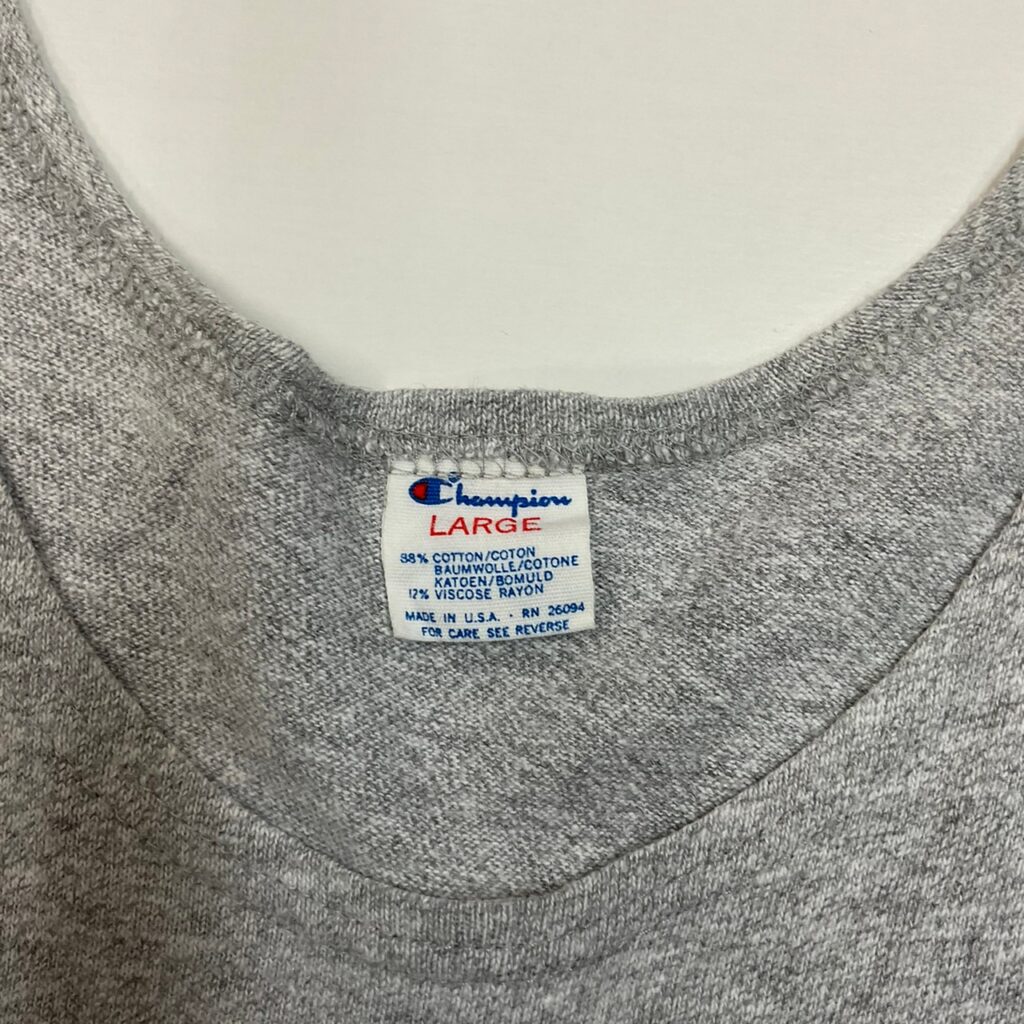 Champion
LARGE
88% COTTON/COTON
BAUMWOLLE/COTONE
KATOEN/BOMULD
12% VISCOSE RAYON
MADE IN U.S.A. · RN 26094
FOR CARE SEE REVERSE